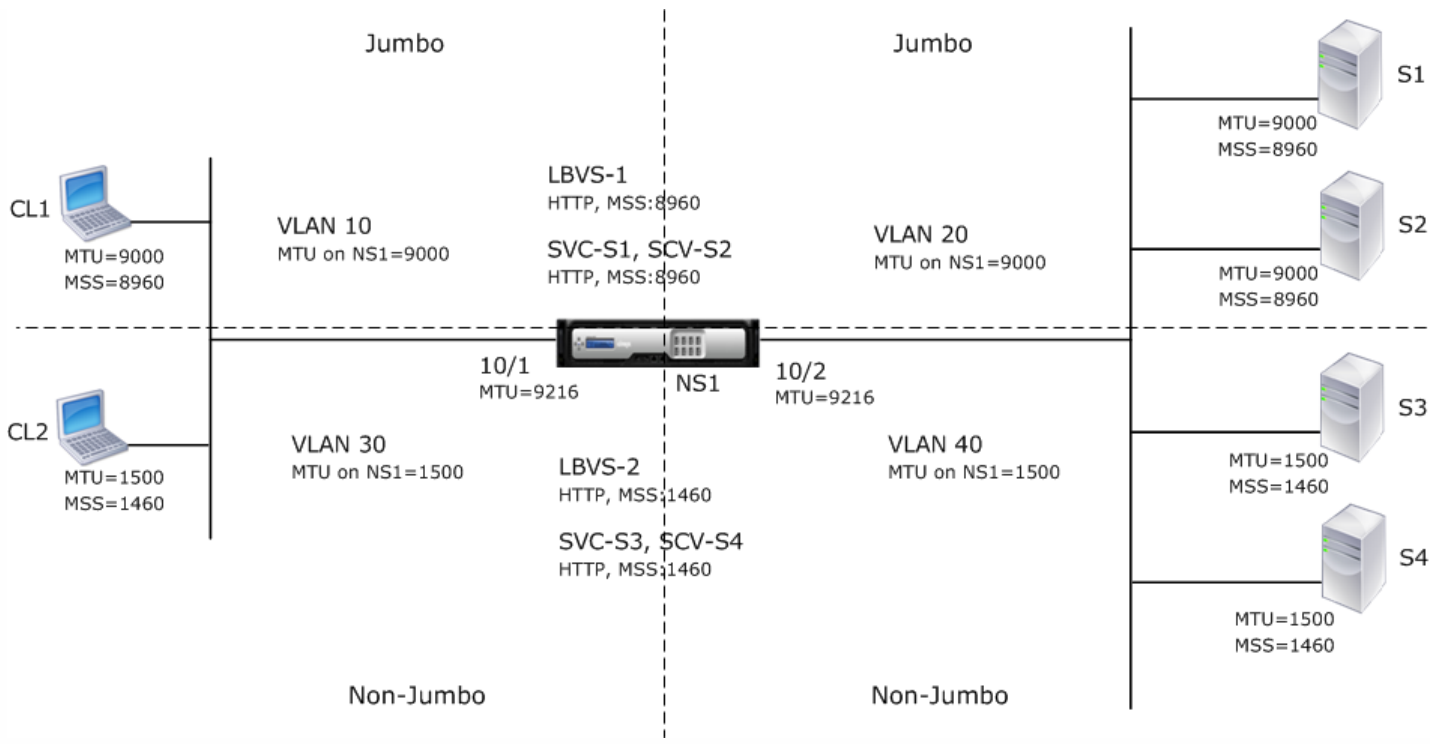 Jumbo
Jumbo
S1
MTU=9000
MSS=8960
CL1
MTU=9000
MSS=8960
VLAN 10
MTU on NS1=9000
LBVS-1
HTTP, MSS:8960
SVC-S1, SCV-S2
HTTP, MSS:8960
VLAN 20
MTU on NS1=9000
S2
MTU=9000
MSS=8960
10/1
MTU=9216
NS1
10/2
MTU=9216
CL2
MTU=1500
MSS=1460
VLAN 30
MTU on NS1=1500
LBVS-2
HTTP, MSS:1460
SVC-S3, SCV-S4
HTTP, MSS:1460
VLAN 40
MTU on NS1=1500
S3
MTU=1500
MSS=1460
S4
MTU=1500
MSS=1460
Non-Jumbo
Non-Jumbo